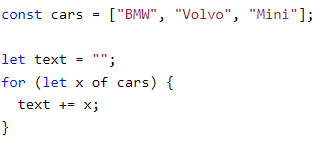 const cars = ["BMW", "Volvo", "Mini"];

let text = "";
for (let x of cars) {
  text += x;
}